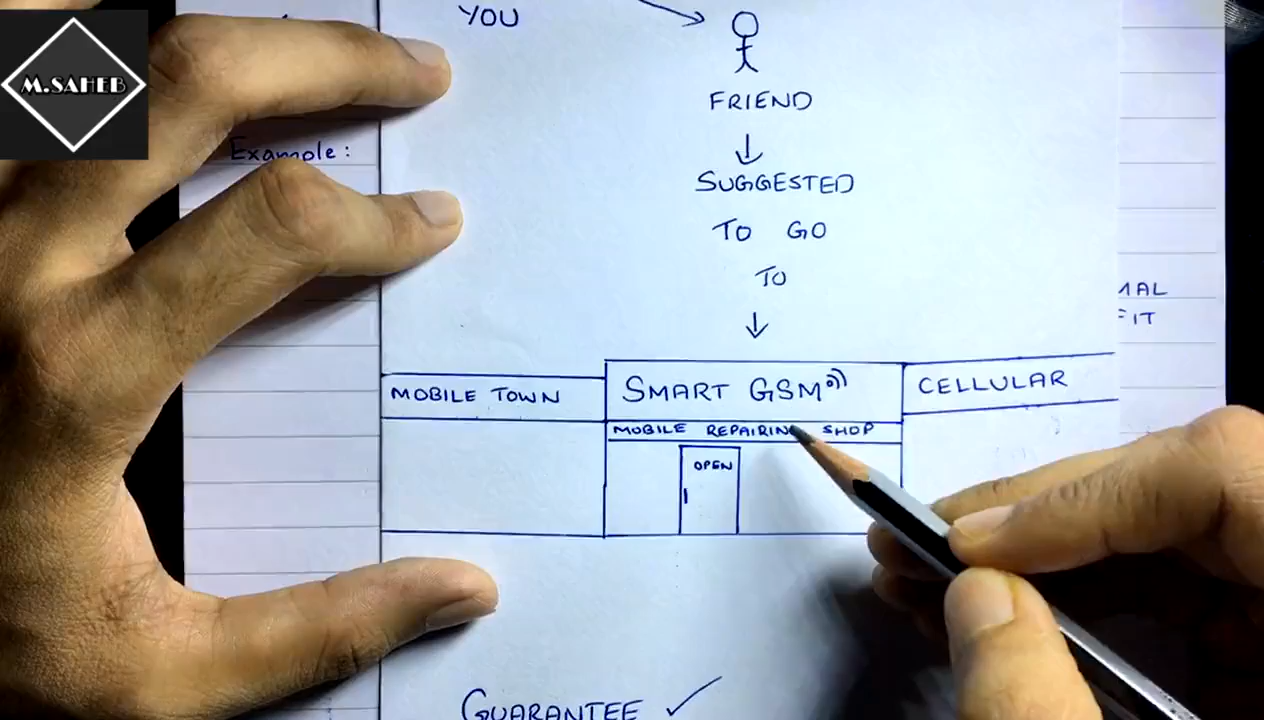 YOU
M.SAHEB
FRIEND
Example:
SUGGESTED
TO GO
TO
MOBILE TOWN
SMART GSM
CELLULAR
MOBILE REPAIRING SHOP
OPEN
GUARANTEE